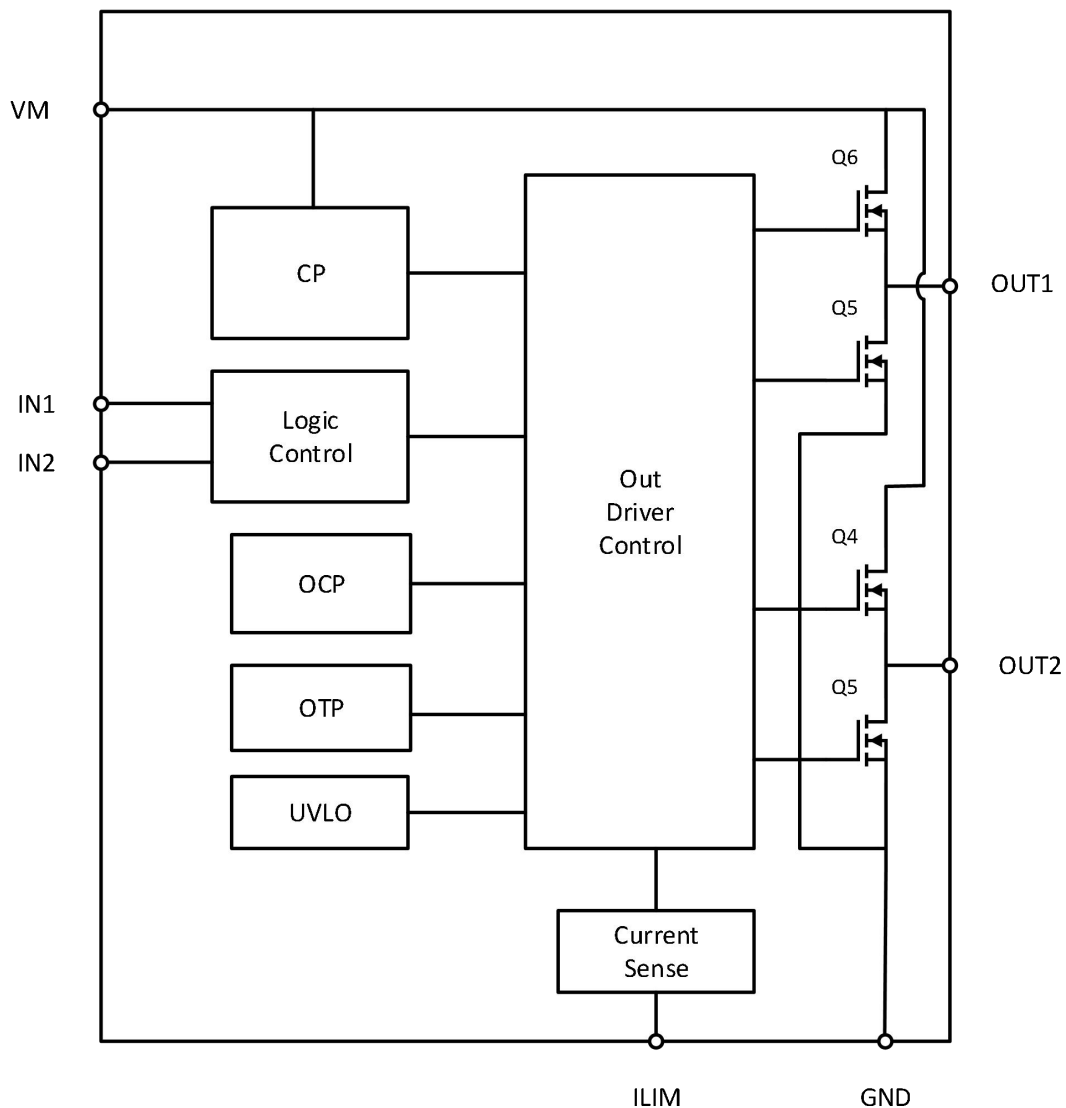 VM
Q6
CP
OUT1
Q5
IN1
Logic
Control
IN2
Out
Driver
Control
Q4
OCP
OUT2
Q5
OTP
UVLO
Current
Sense
ILIM
GND